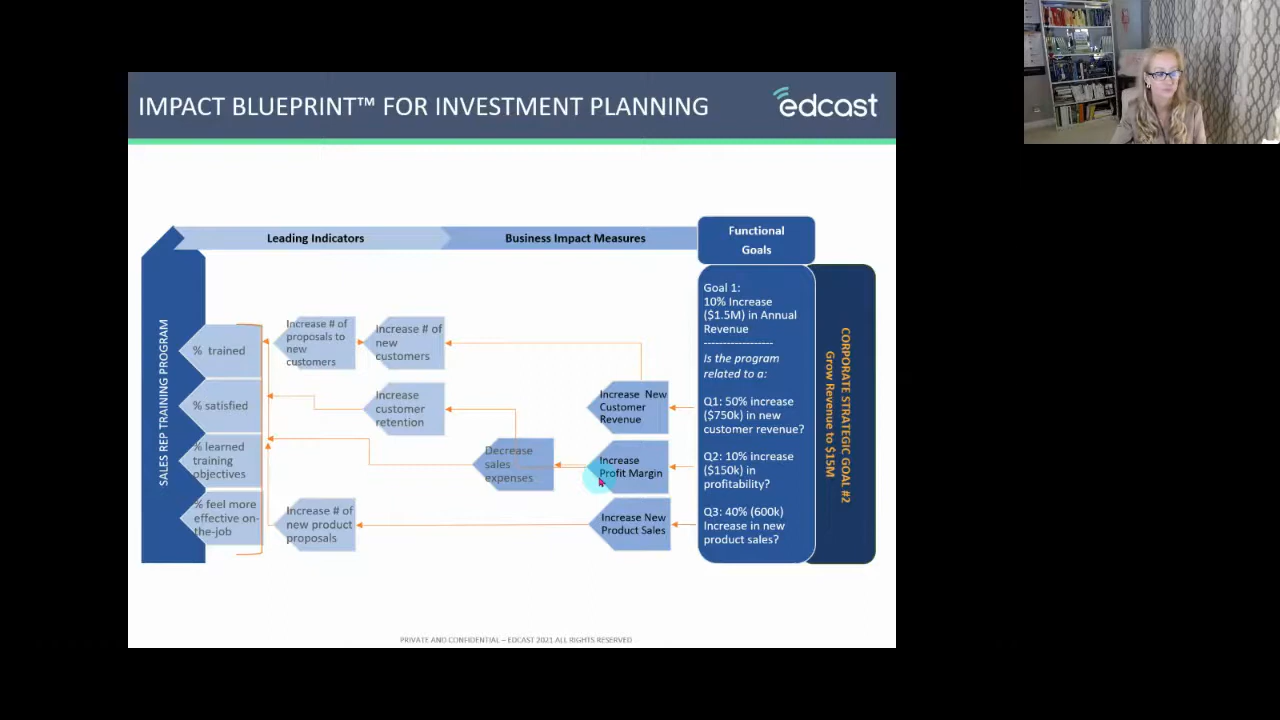 IMPACT BLUEPRINT™ FOR INVESTMENT PLANNING
edcast
Leading Indicators
Business Impact Measures
Functional
Goals
SALES REP TRAINING PROGRAM
% trained
% satisfied
% learned
training
objectives
% feel more
effective on-
the-job
Increase # of
proposals to
new
customers
Increase # of
new
customers
Increase
customer
retention
Increase # of
new product
proposals
Decrease
sales
expenses
Increase New
Customer
Revenue
Increase
Profit Margin
Increase New
Product Sales
Goal 1:
10% Increase
($1.5M) in Annual
Revenue
------------------
Is the program
related to a:
Q1: 50% increase
($750k) in new
customer revenue?
Q2: 10% increase
($150k) in
profitability?
Q3: 40% (600k)
Increase in new
product sales?
CORPORATE STRATEGIC GOAL #2
Grow Revenue to $15M
PRIVATE AND CONFIDENTIAL – EDCAST 2021 ALL RIGHTS RESERVED